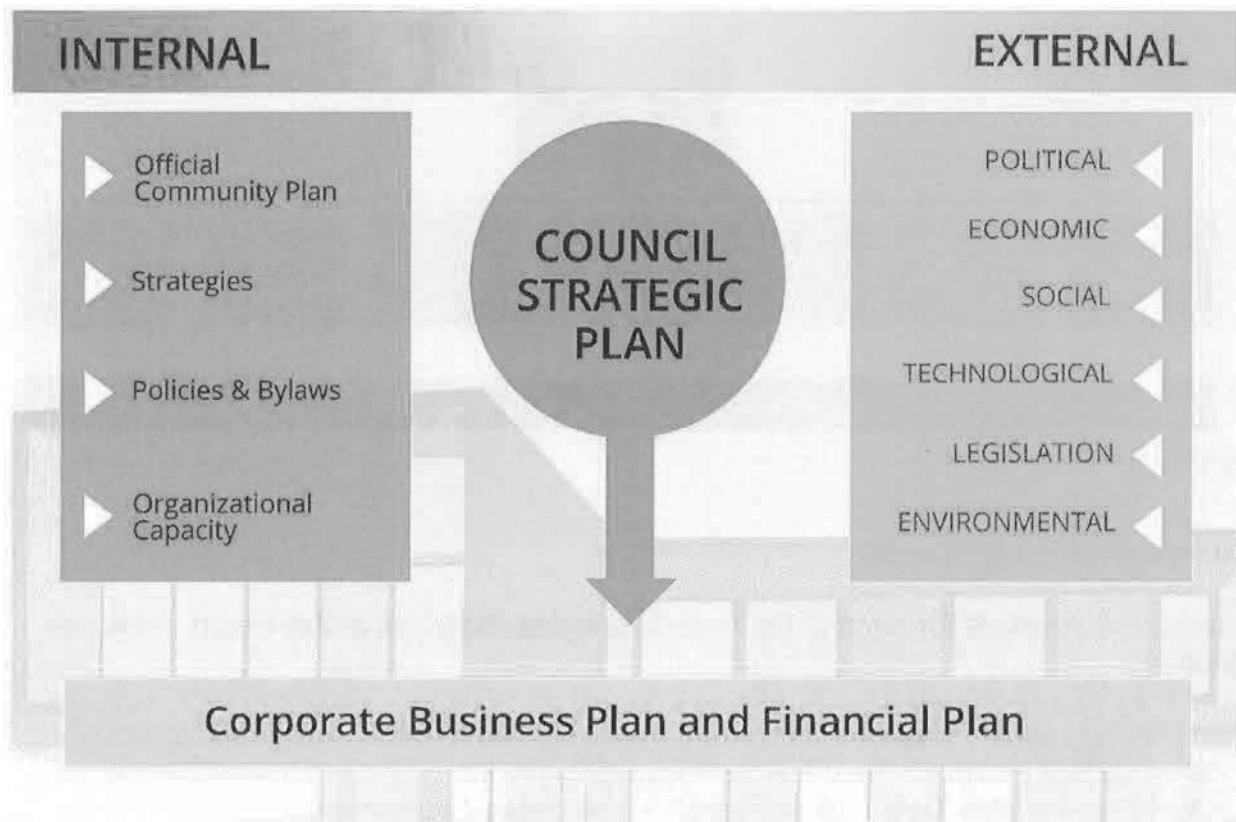 INTERNAL
EXTERNAL
Official
Community Plan
Strategies
Policies & Bylaws
Organizational
Capacity
COUNCIL
STRATEGIC
PLAN
POLITICAL
ECONOMIC
SOCIAL
TECHNOLOGICAL
LEGISLATION
ENVIRONMENTAL
Corporate Business Plan and Financial Plan